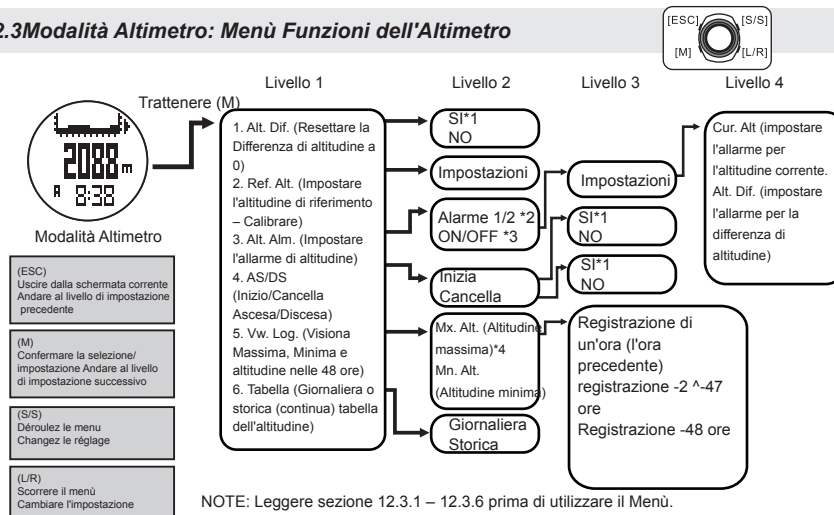 2.3Modalità Altimetro: Menù Funzioni dell'Altimetro
[ESC]
[S/S]
[M]
[L/R]
Livello 1
Livello 2
Livello 3
Livello 4
Trattenere (M)
2088m
A 8:38
Modalità Altimetro
(ESC)
Uscire dalla schermata corrente
Andare al livello di impostazione
precedente
(M)
Confermare la selezione/
impostazione Andare al livello
di impostazione successivo
(S/S)
Déroulez le menu
Changez le réglage
(L/R)
Scorrere il menù
Cambiare l'impostazione
1. Alt. Dif. (Resettare la
Differenza di altitudine a
0)
2. Ref. Alt. (Impostare
l'altitudine di riferimento
– Calibrare)
3. Alt. Alm. (Impostare
l'allarme di altitudine)
4. AS/DS
(Inizio/Cancella
Ascesa/Discesa)
5. Vw. Log. (Visiona
Massima, Minima e
altitudine nelle 48 ore)
6. Tabella (Giornaliera o
storica (continua) tabella
dell'altitudine)
SI*1
NO
Impostazioni
Alarme 1/2 *2
ON/OFF *3
Inizia
Cancella
Mx. Alt. (Altitudine
massima)*4
Mn. Alt.
(Altitudine minima)
Giornaliera
Storica
Impostazioni
SI*1
NO
SI*1
NO
Registrazione di
un'ora (l'ora
precedente)
registrazione -2 ^-47
ore
Registrazione -48 ore
Cur. Alt (impostare
l'allarme per
l'altitudine corrente.
Alt. Dif. (impostare
l'allarme per la
differenza di
altitudine)
NOTE: Leggere sezione 12.3.1 – 12.3.6 prima di utilizzare il Menù.